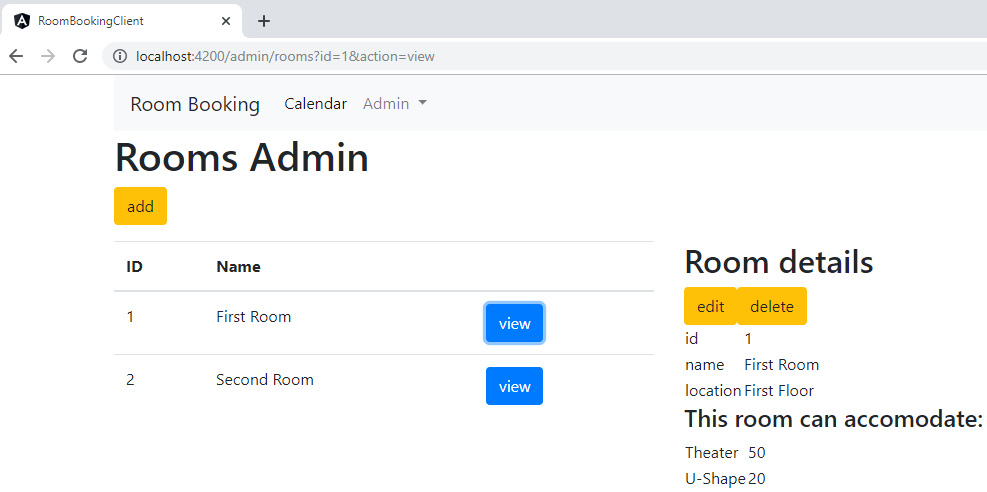 RoomBookingClient
localhost:4200/admin/rooms?id=1&action=view
Room Booking Calendar Admin
Rooms Admin
add
ID Name
1 First Room view
2 Second Room view
Room details
edit delete
id 1
name First Room
location First Floor
This room can accomodate:
Theater 50
U-Shape 20